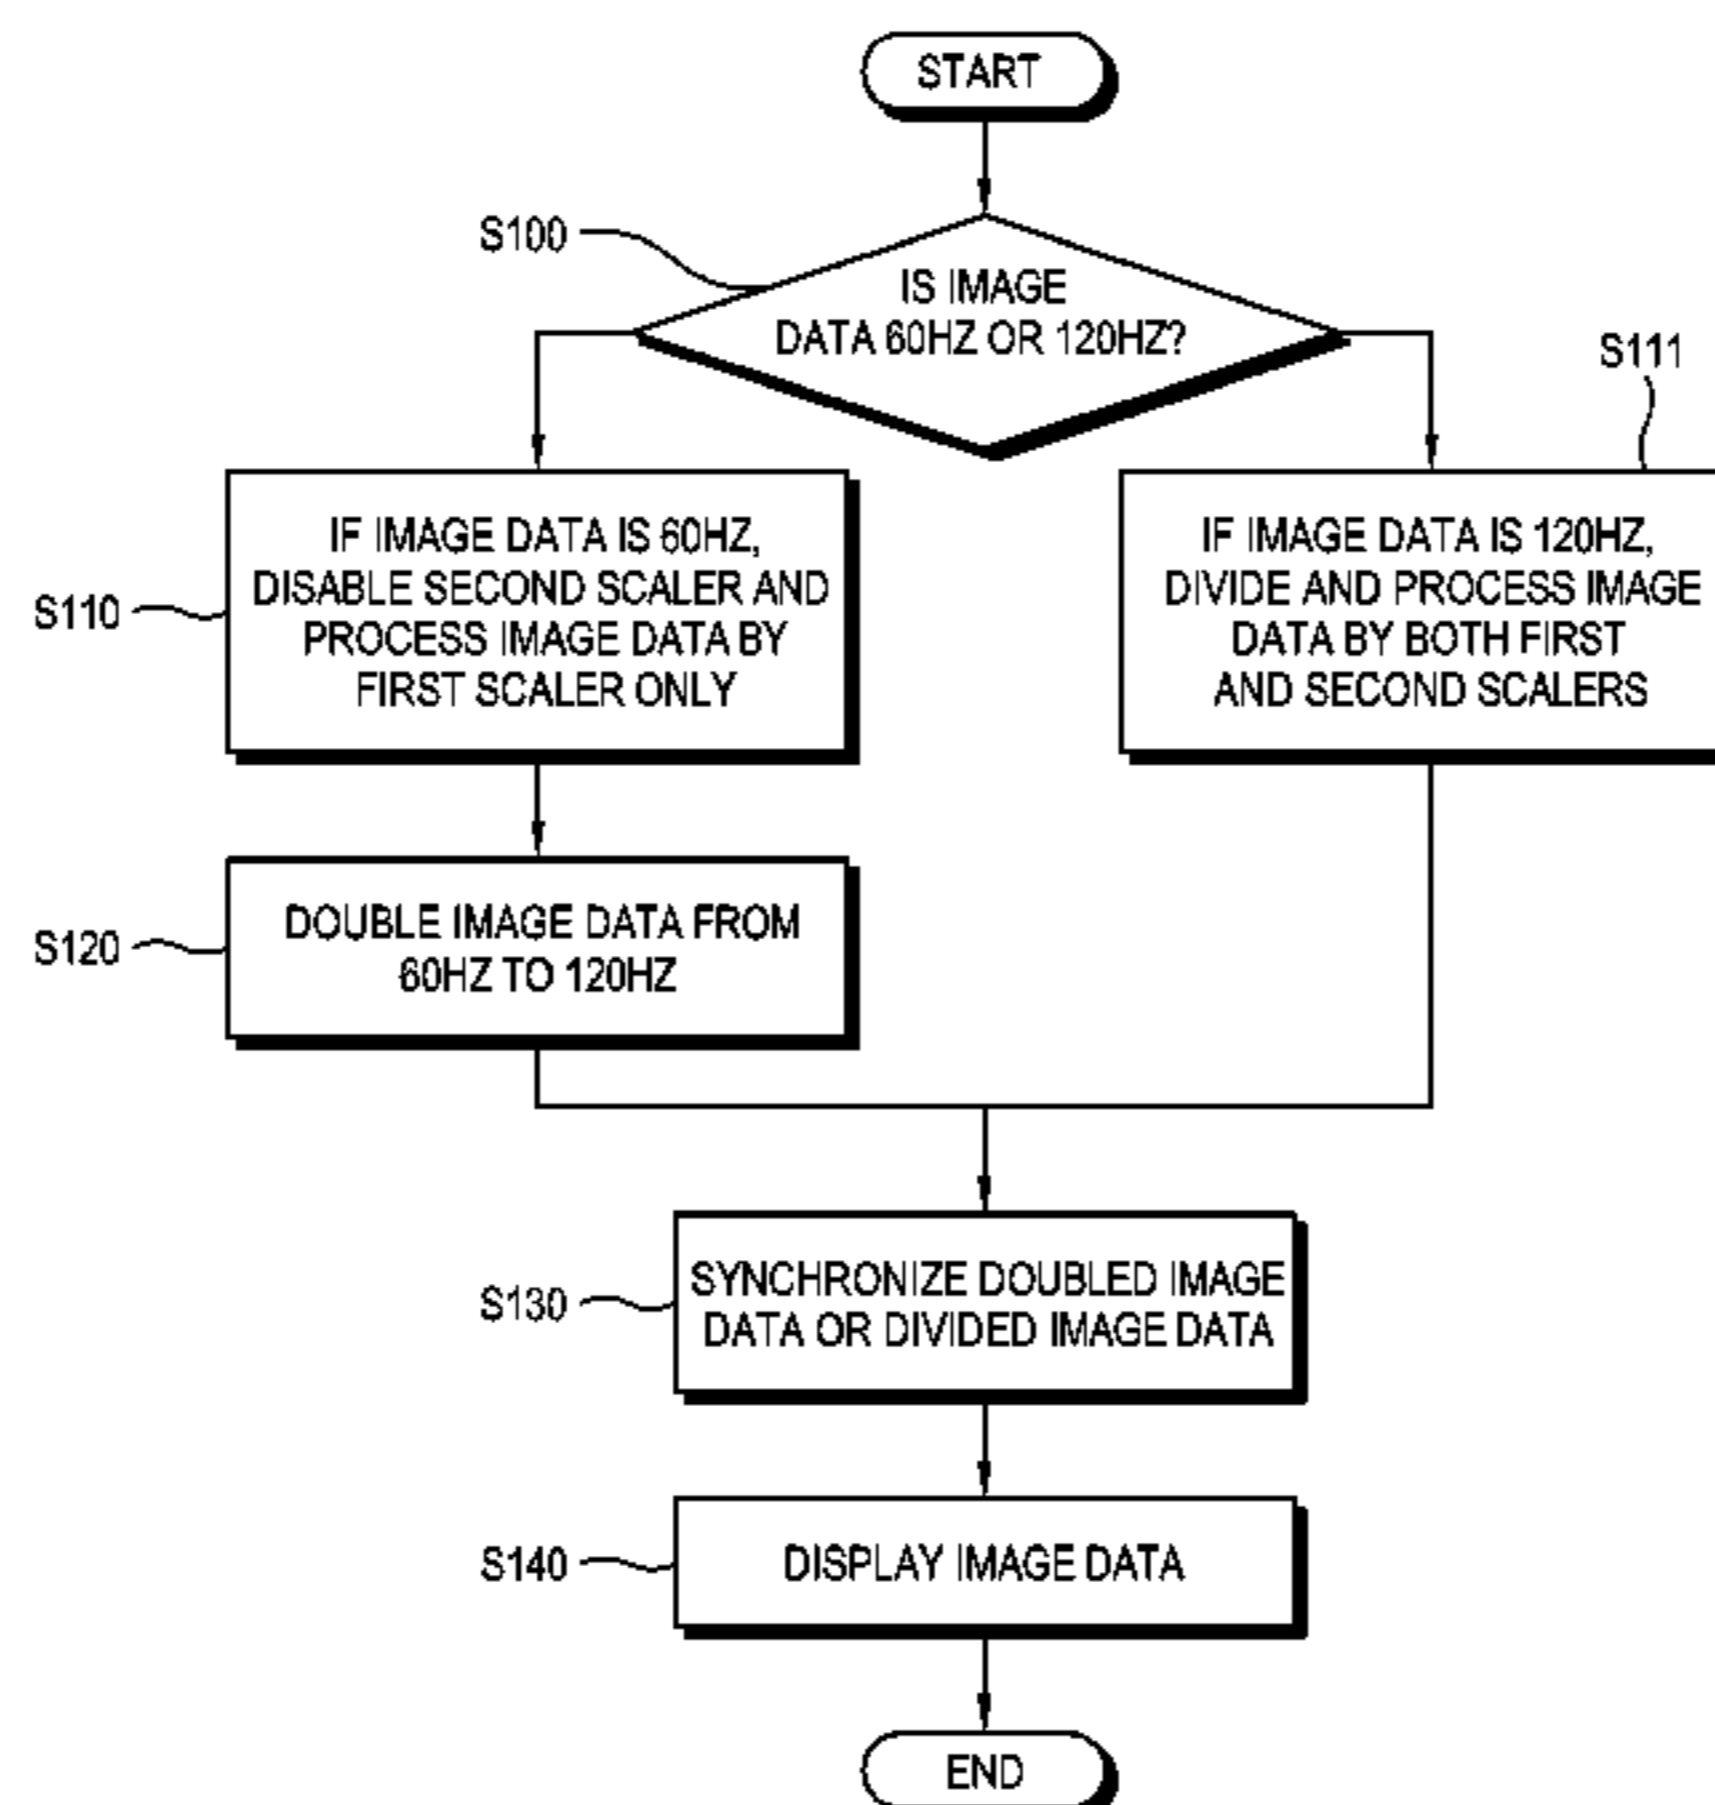 START
S100
IS IMAGE
DATA 60HZ OR 120HZ?
S111
S110
IF IMAGE DATA IS 60HZ,
DISABLE SECOND SCALER AND
PROCESS IMAGE DATA BY
FIRST SCALER ONLY
IF IMAGE DATA IS 120HZ,
DIVIDE AND PROCESS IMAGE
DATA BY BOTH FIRST
AND SECOND SCALERS
S120
DOUBLE IMAGE DATA FROM
60HZ TO 120HZ
S130
SYNCHRONIZE DOUBLED IMAGE
DATA OR DIVIDED IMAGE DATA
S140
DISPLAY IMAGE DATA
END